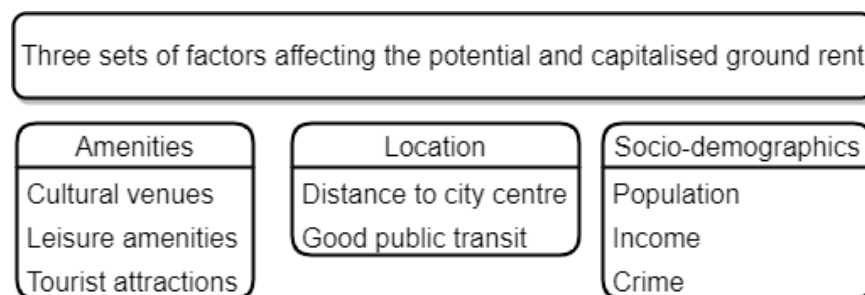 Three sets of factors affecting the potential and capitalised ground rent
Amenities
Cultural venues
Leisure amenities
Tourist attractions
Location
Distance to city centre
Good public transit
Socio-demographics
Population
Income
Crime